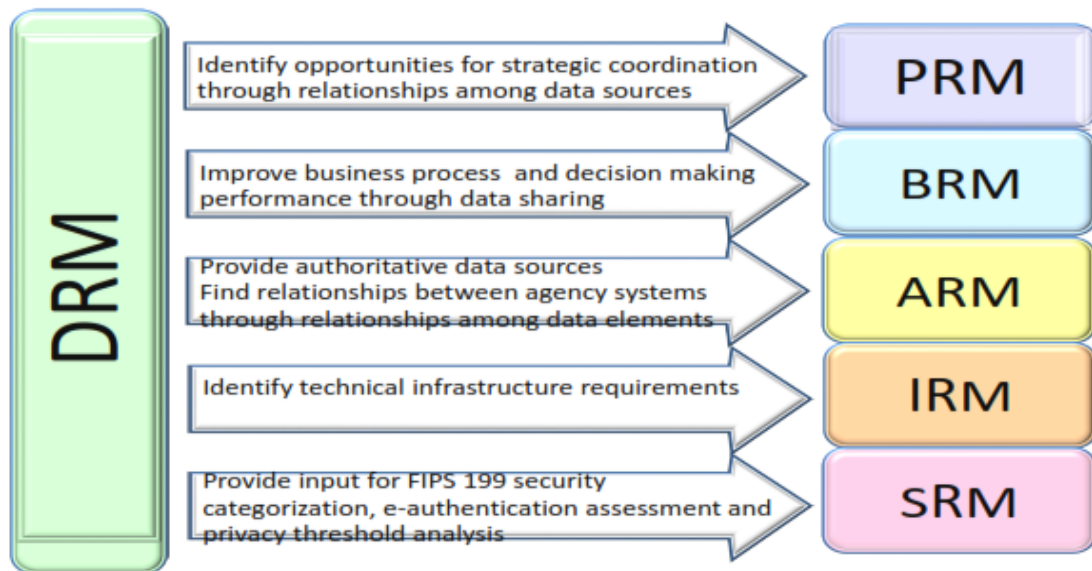 DRM
Identify opportunities for strategic coordination
through relationships among data sources
PRM
Improve business process and decision making
performance through data sharing
BRM
Provide authoritative data sources
Find relationships between agency systems
through relationships among data elements
ARM
Identify technical infrastructure requirements
IRM
Provide input for FIPS 199 security
categorization, e-authentication assessment and
privacy threshold analysis
SRM